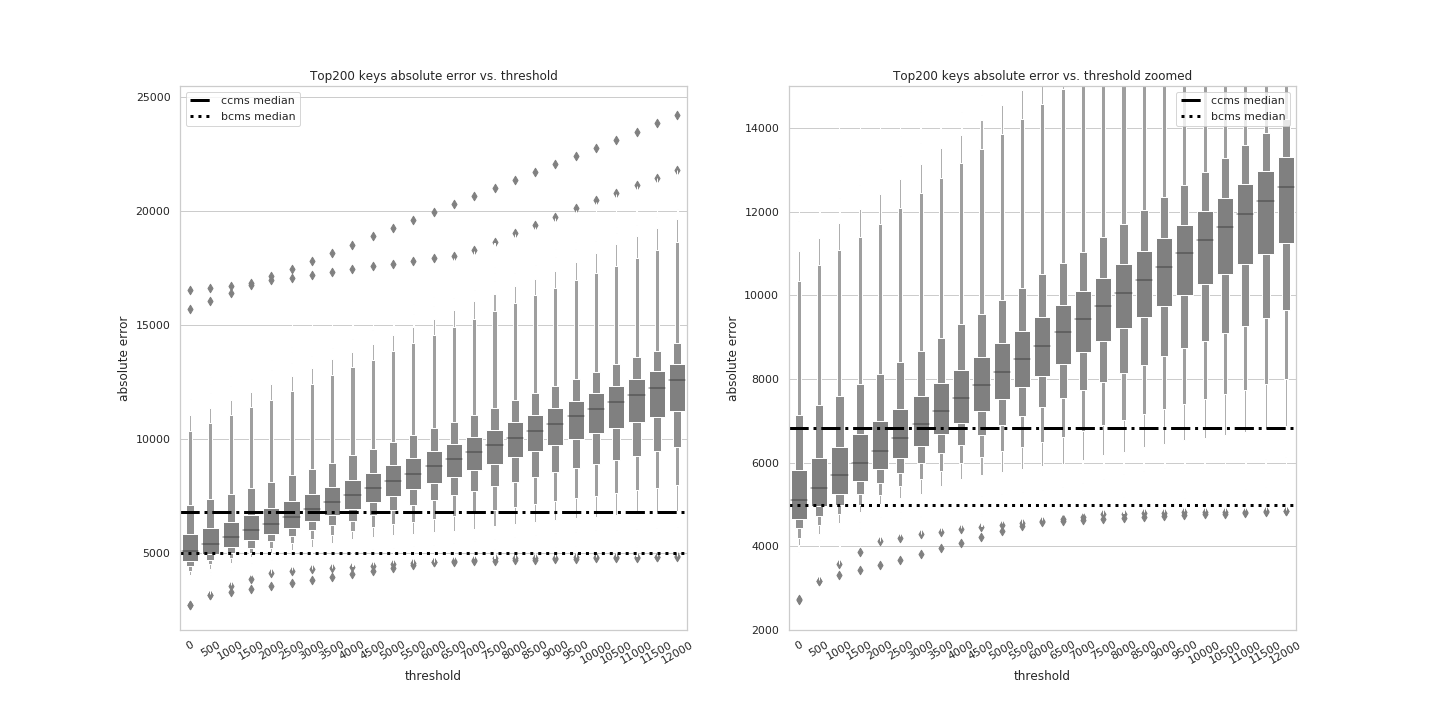 Top200 keys absolute error vs. threshold
ccms median
bcms median
25000
20000
15000
10000
5000
absolute error
0 500 1000 1500 2000 2500 3000 3500 4000 4500 5000 5500 6000 6500 7000 7500 8000 8500 9000 9500 10000 10500 11000 11500 12000
threshold
Top200 keys absolute error vs. threshold zoomed
ccms median
bcms median
14000
12000
10000
8000
6000
4000
2000
absolute error
0 500 1000 1500 2000 2500 3000 3500 4000 4500 5000 5500 6000 6500 7000 7500 8000 8500 9000 9500 10000 10500 11000 11500 12000
threshold